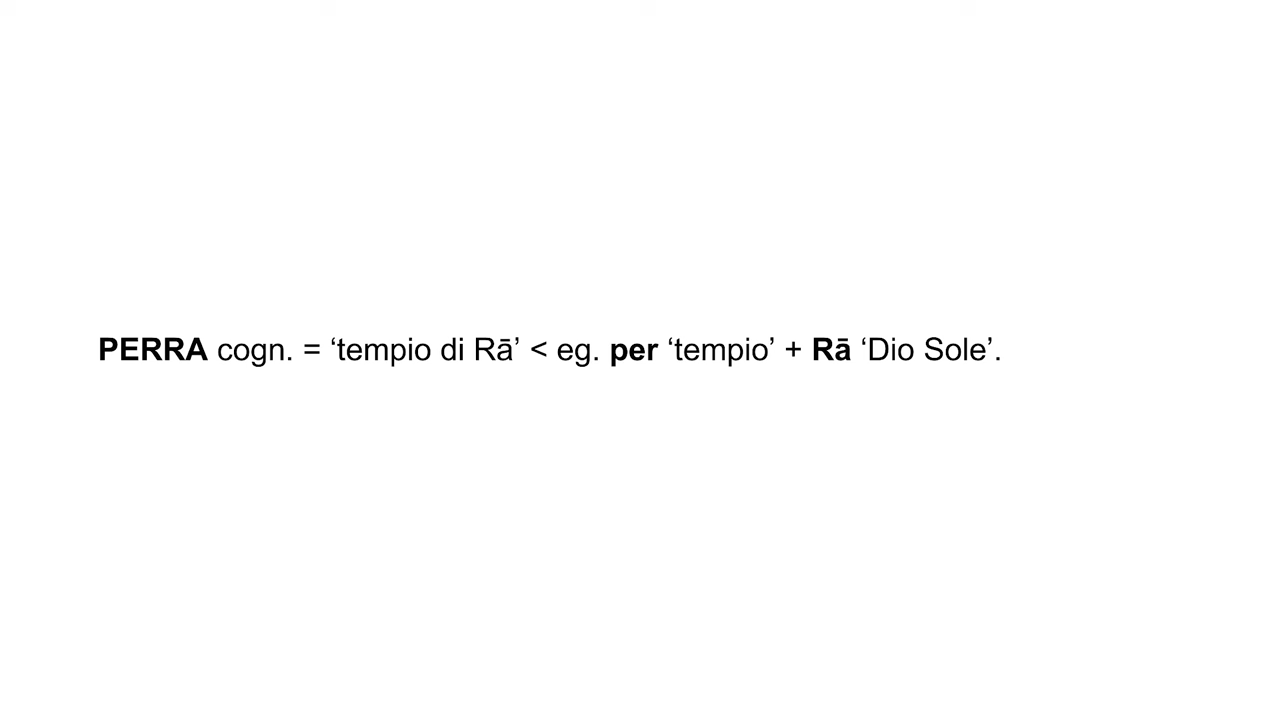 PERRA cogn. = ‘tempio di Rā’ < eg. per ‘tempio’ + Rā ‘Dio Sole’.